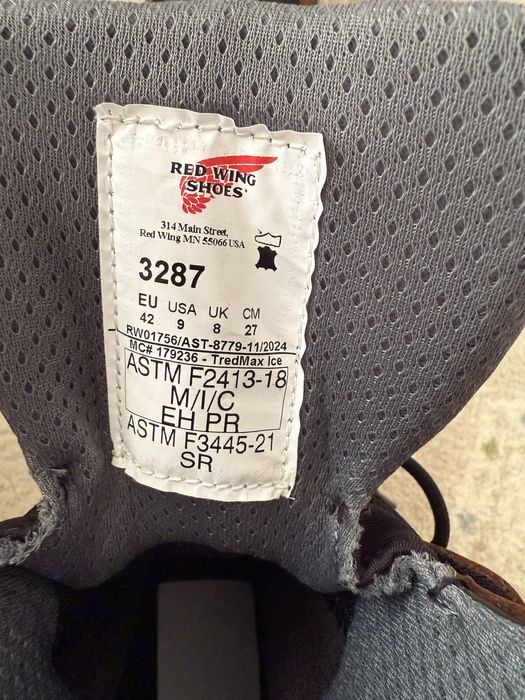 RED WING
SHOES
314 Main Street,
Red Wing MN 55066 USA
3287
EU USA UK CM
42 9 8 27
RW01756/AST-8779-11/2024
MC# 179236 - TredMax Ice
ASTM F2413-18
M/I/C
EH PR
ASTM F3445-21
SR